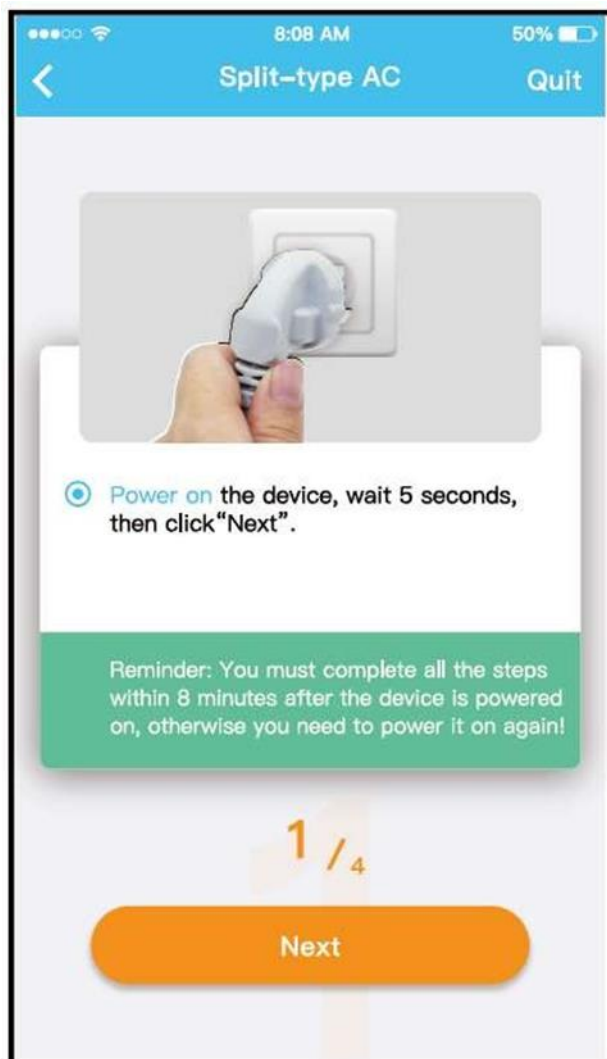 8:08 AM
50%
Split-type AC
Quit
Power on the device, wait 5 seconds,
then click“Next”.
Reminder: You must complete all the steps
within 8 minutes after the device is powered
on, otherwise you need to power it on again!
1 / 4
Next